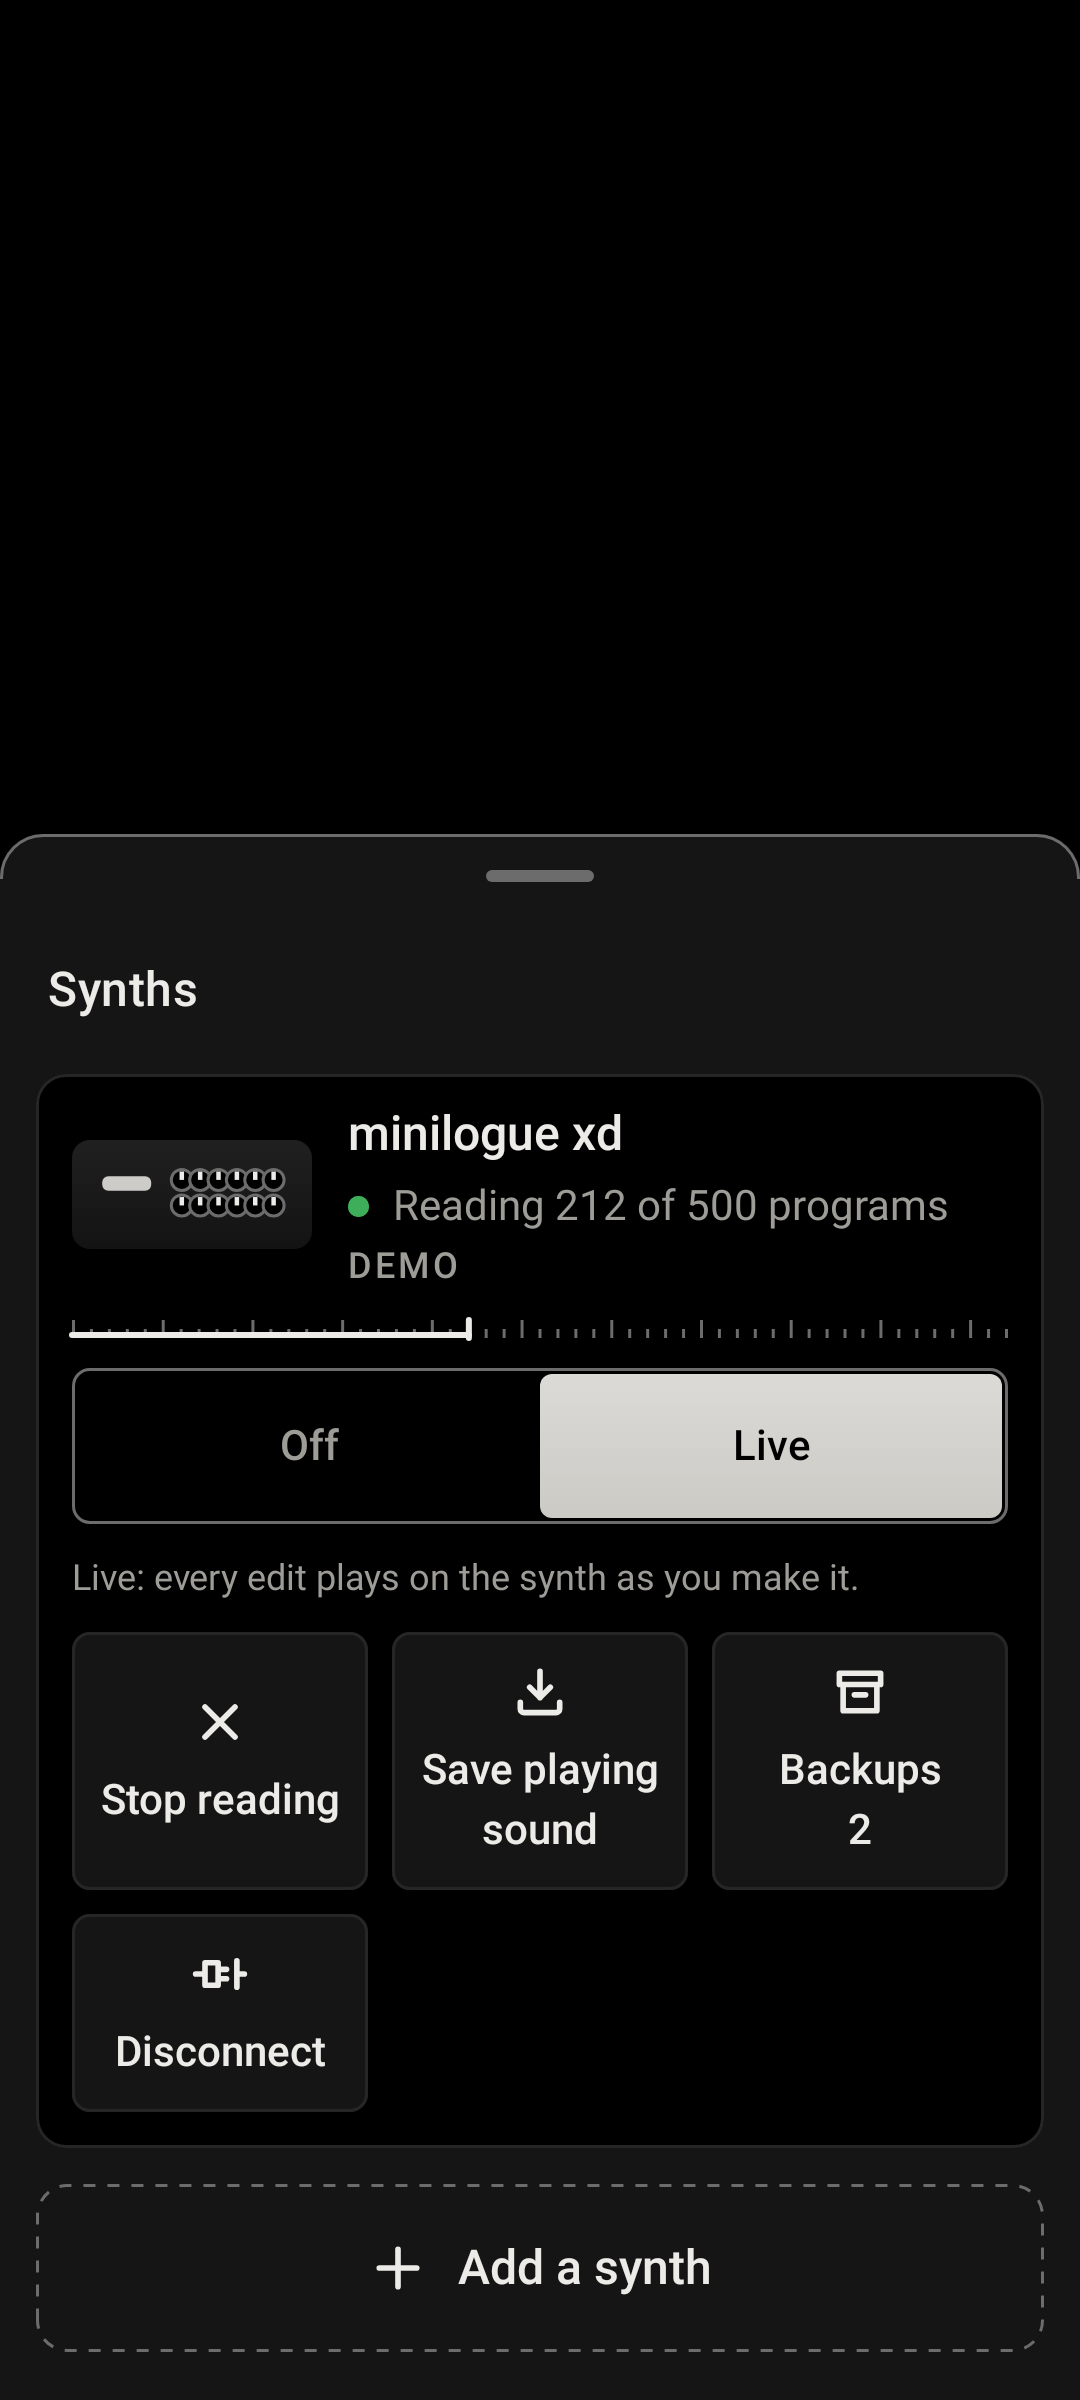 Synths
minilogue xd
Reading 212 of 500 programs
DEMO
Off
Live
Live: every edit plays on the synth as you make it.
Stop reading
Save playing
sound
Backups
2
Disconnect
Add a synth